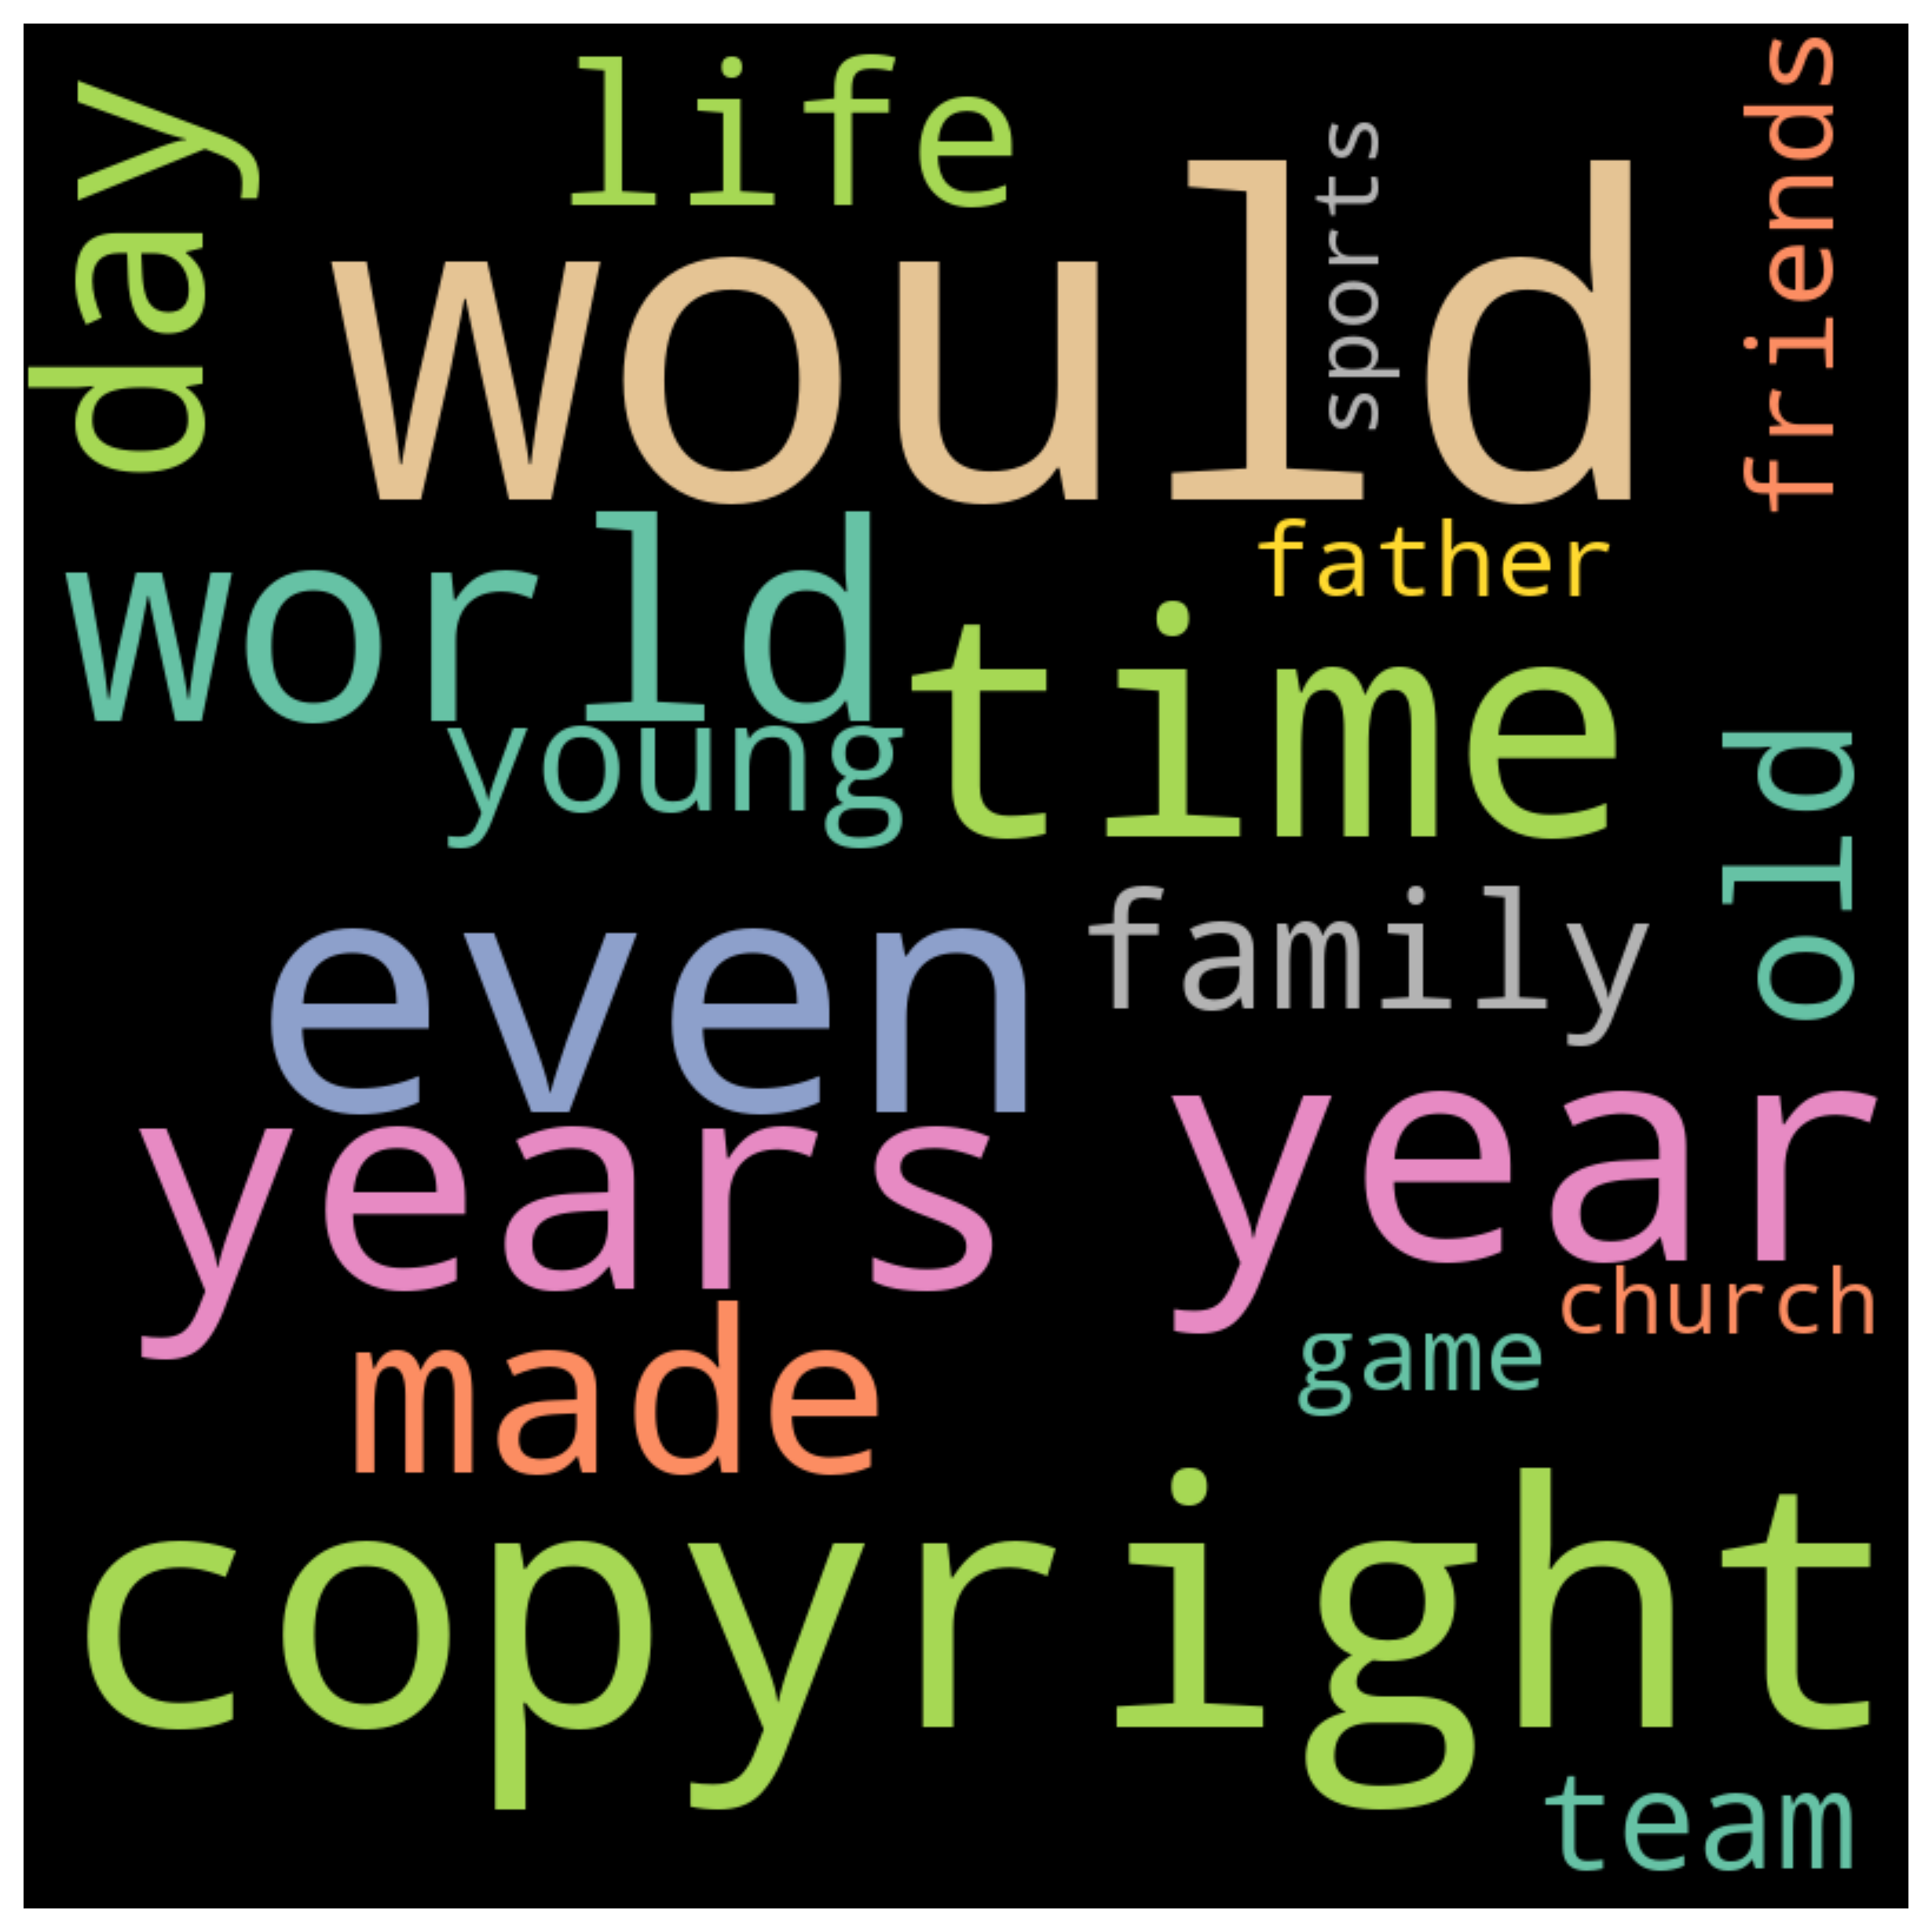 day
life
would
sports
friends
world
father
time
young
old
even
family
years
year
church
made
game
copyright
team